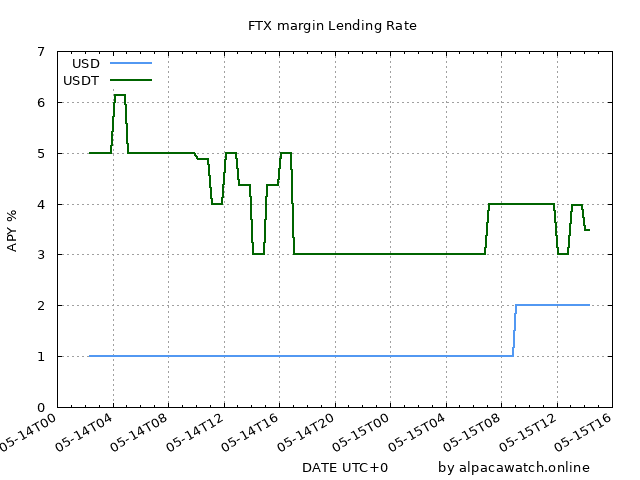 FTX margin Lending Rate
7
6
5
4
3
2
1
0
APY %
USD
USDT
05-14T00
05-14T04
05-14T08
05-14T12
05-14T16
05-14T20
05-15T00
05-15T04
05-15T08
05-15T12
05-15T16
DATE UTC+0
by alpacawatch.online